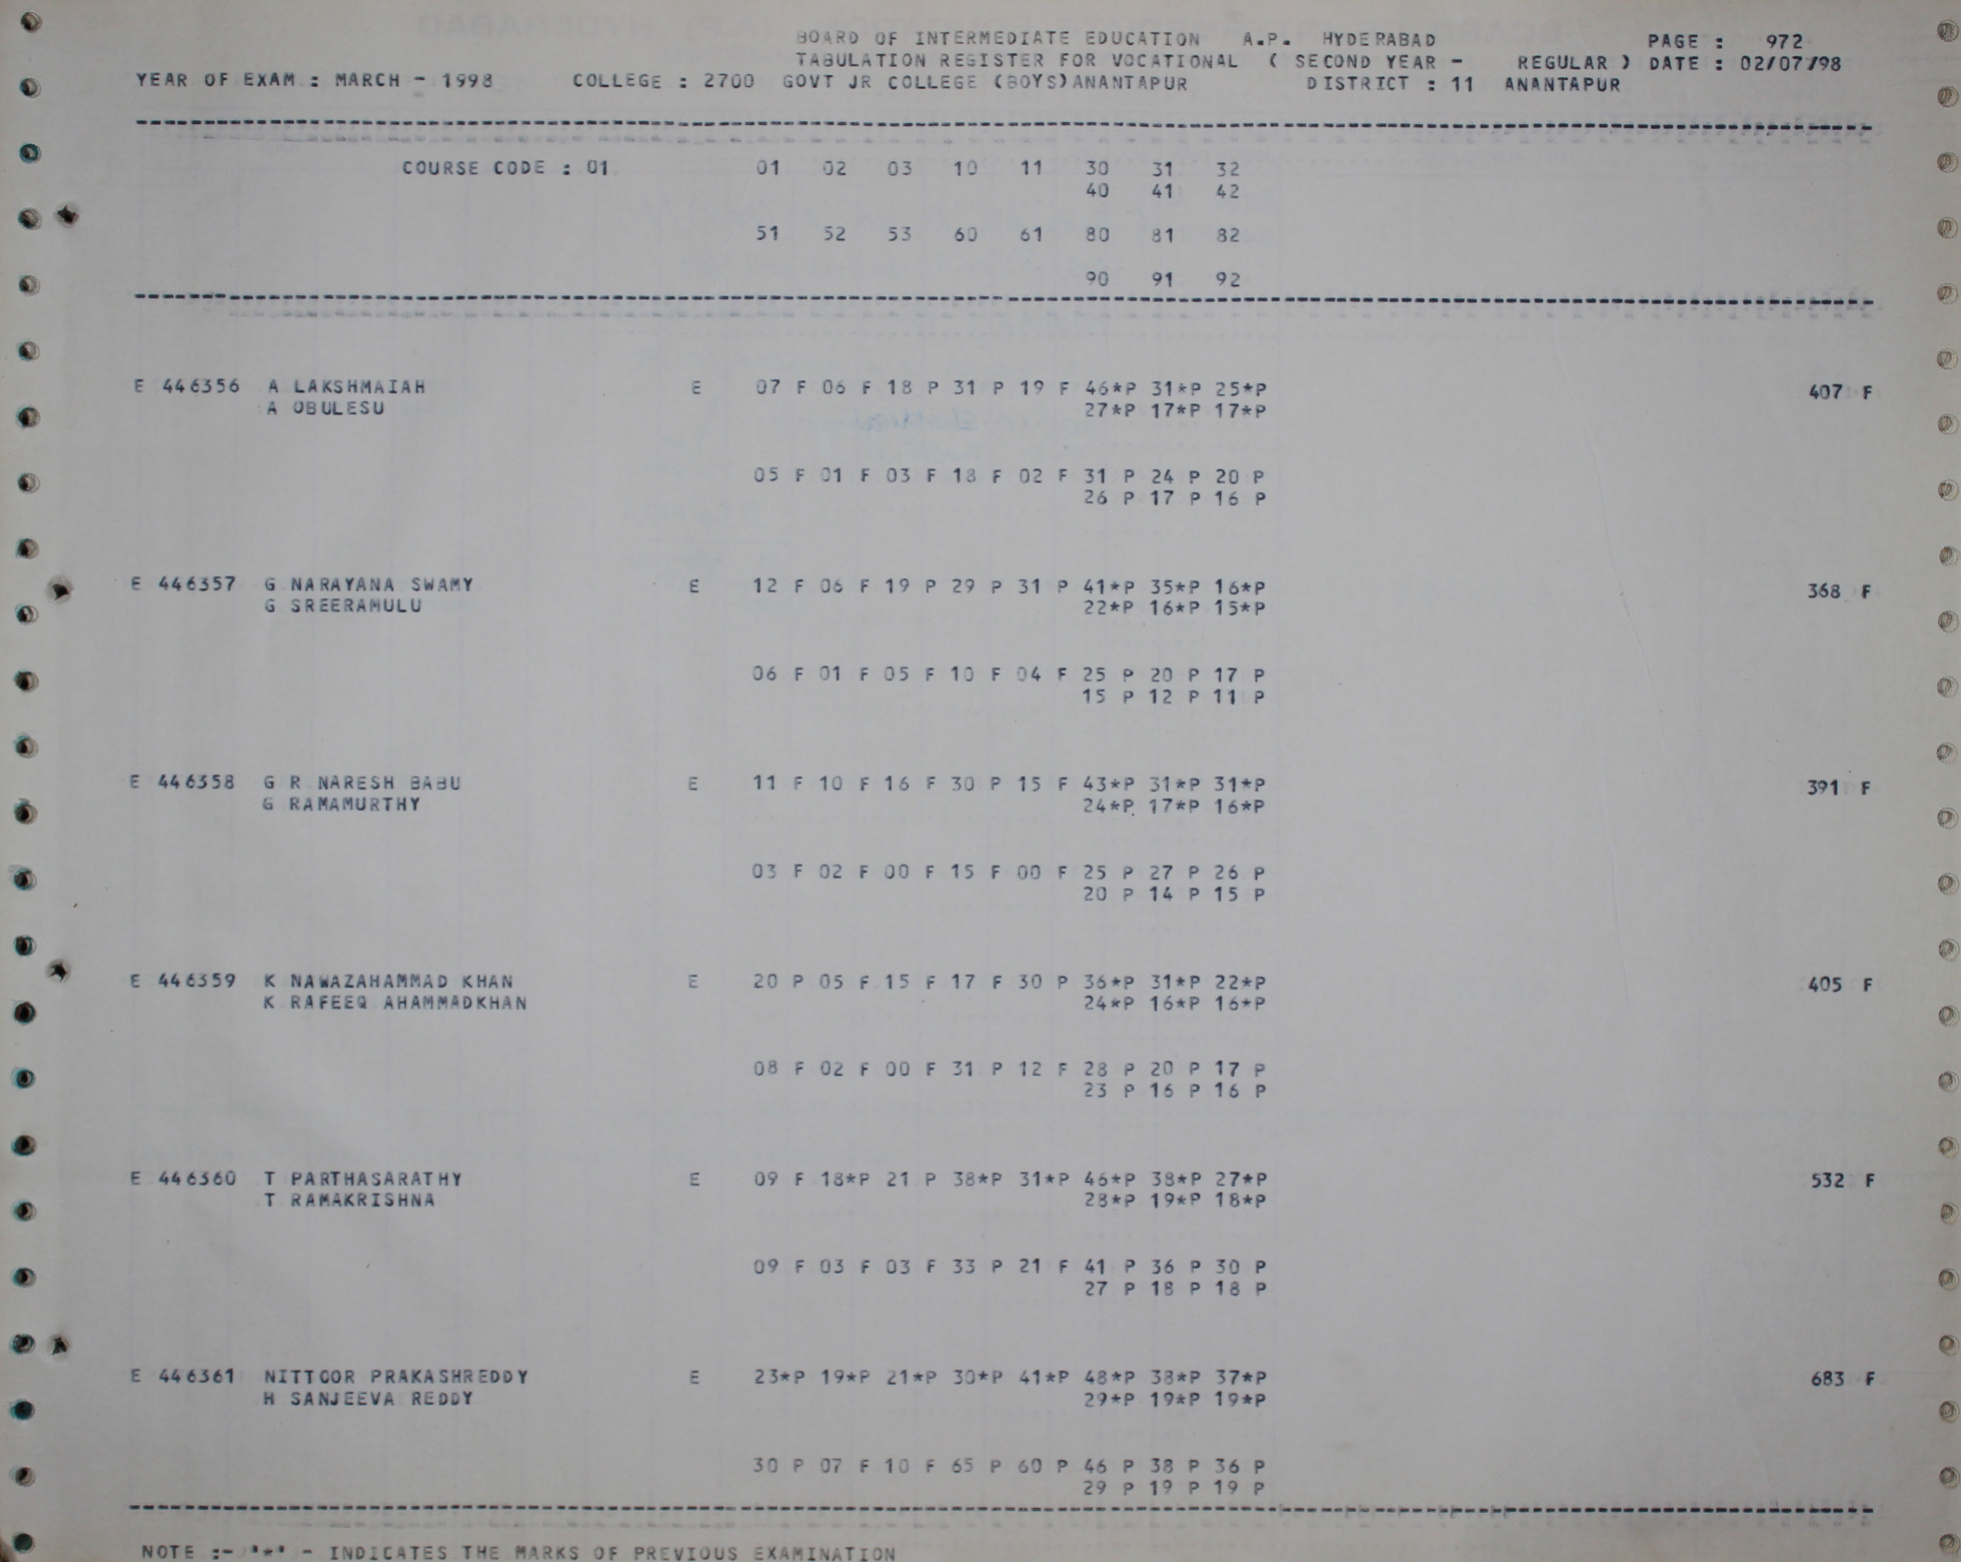 BOARD OF INTERMEDIATE EDUCATION A.P. HYDERABAD PAGE : 972
TABULATION REGISTER FOR VOCATIONAL ( SECOND YEAR - REGULAR ) DATE : 02/07/98
YEAR OF EXAM : MARCH - 1998 COLLEGE : 2700 GOVT JR COLLEGE (BOYS)ANANTAPUR DISTRICT : 11 ANANTAPUR
COURSE CODE : 01 01 02 03 10 11 30 31 32
40 41 42
51 52 53 60 61 80 81 82
90 91 92
E 446356 A LAKSHMAIAH E 07 F 06 F 18 P 31 P 19 F 46*P 31*P 25*P 407 F
A OBULESU 27*P 17*P 17*P
05 F 01 F 03 F 18 F 02 F 31 P 24 P 20 P
26 P 17 P 16 P
E 446357 G NARAYANA SWAMY E 12 F 06 F 19 P 29 P 31 P 41*P 35*P 16*P 368 F
G SREERAMULU 22*P 16*P 15*P
06 F 01 F 05 F 10 F 04 F 25 P 20 P 17 P
15 P 12 P 11 P
E 446358 G R NARESH BABU E 11 F 10 F 16 F 30 P 15 F 43*P 31*P 31*P 391 F
G RAMAMURTHY 24*P 17*P 16*P
03 F 02 F 00 F 15 F 00 F 25 P 27 P 26 P
20 P 14 P 15 P
E 446359 K NAWAZAHAMMAD KHAN E 20 P 05 F 15 F 17 F 30 P 36*P 31*P 22*P 405 F
K RAFEEQ AHAMMADKHAN 24*P 16*P 16*P
08 F 02 F 00 F 31 P 12 F 28 P 20 P 17 P
23 P 16 P 16 P
E 446360 T PARTHASARATHY E 09 F 18*P 21 P 38*P 31*P 46*P 38*P 27*P 532 F
T RAMAKRISHNA 28*P 19*P 18*P
09 F 03 F 03 F 33 P 21 F 41 P 36 P 30 P
27 P 18 P 18 P
E 446361 NITTOOR PRAKASHREDDY E 23*P 19*P 21*P 30*P 41*P 48*P 38*P 37*P 683 F
H SANJEEVA REDDY 29*P 19*P 19*P
30 P 07 F 10 F 65 P 60 P 46 P 38 P 36 P
29 P 19 P 19 P
NOTE :- '*' - INDICATES THE MARKS OF PREVIOUS EXAMINATION